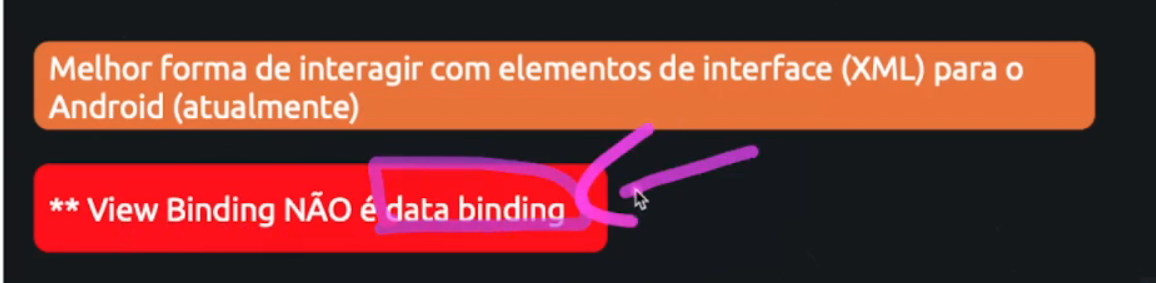 Melhor forma de interagir com elementos de interface (XML) para o
Android (atualmente)
** View Binding NÃO é data binding